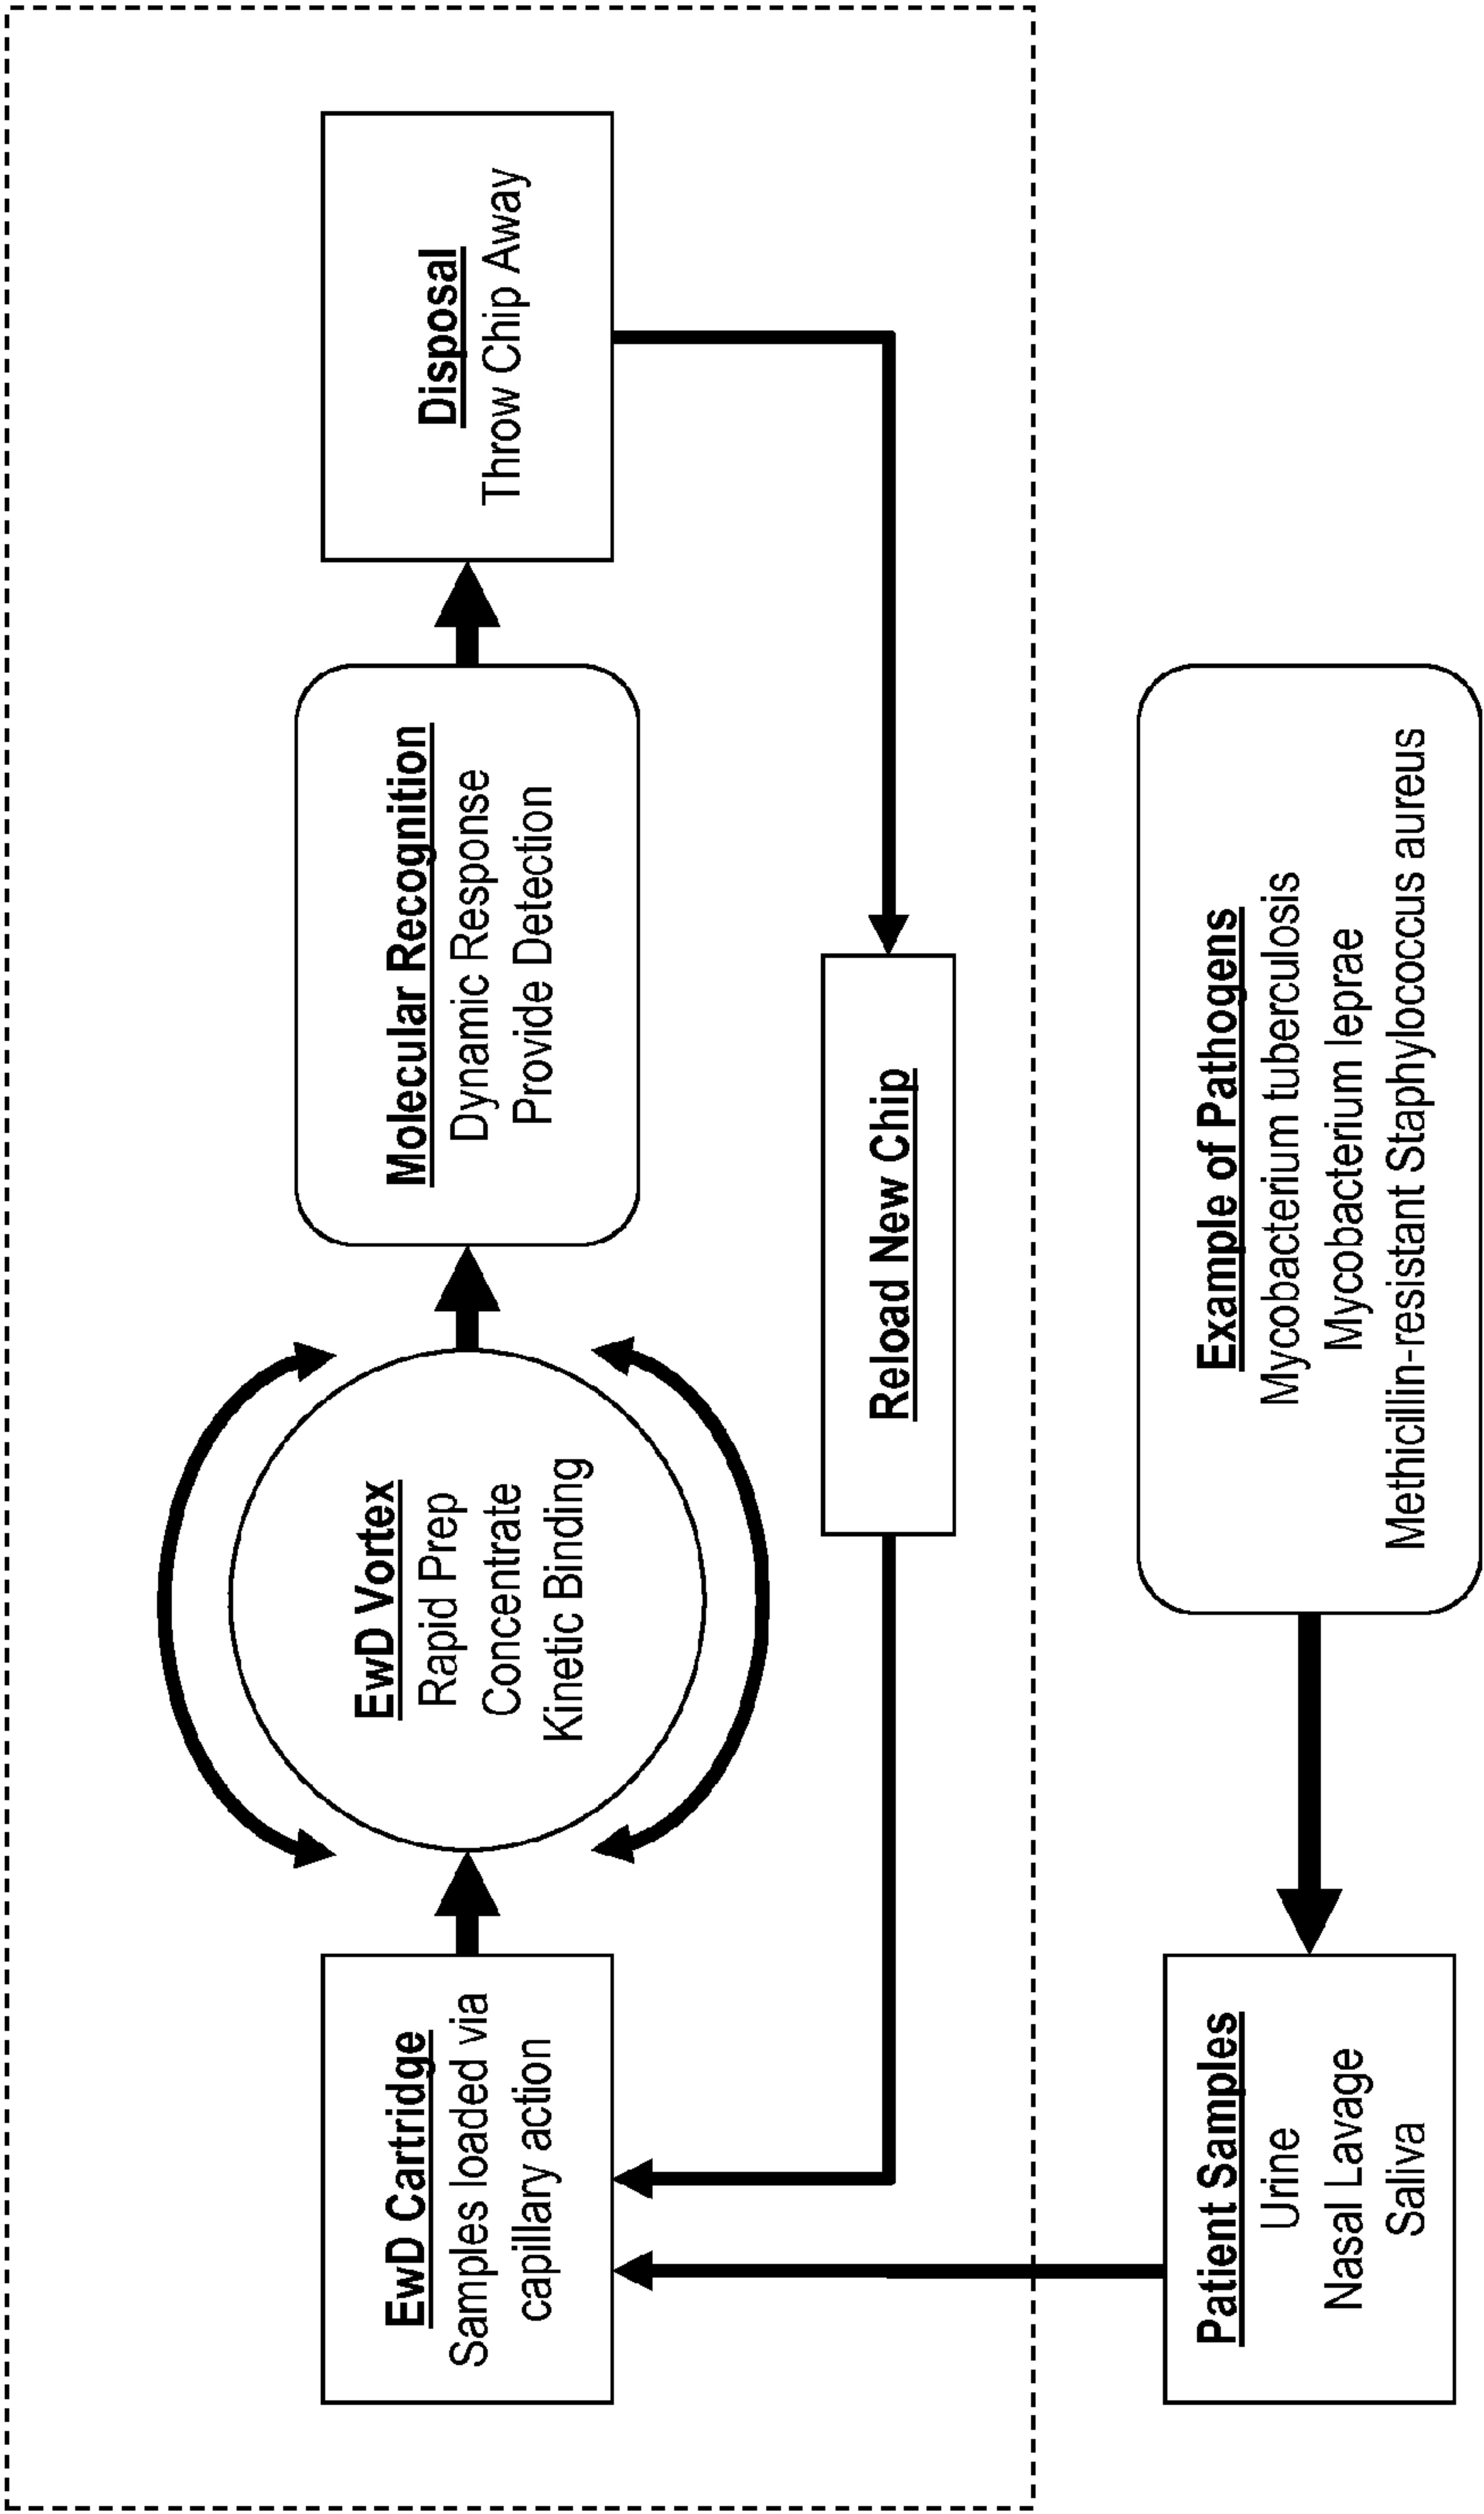 EwD Cartridge
Samples loaded via
capillary action
EwD Vortex
Rapid Prep
Concentrate
Kinetic Binding
Molecular Recognition
Dynamic Response
Provide Detection
Disposal
Throw Chip Away
Reload New Chip
Patient Samples
Urine
Nasal Lavage
Saliva
Example of Pathogens
Mycobacterium tuberculosis
Mycobacterium leprae
Methicillin-resistant Staphylococcus aureus